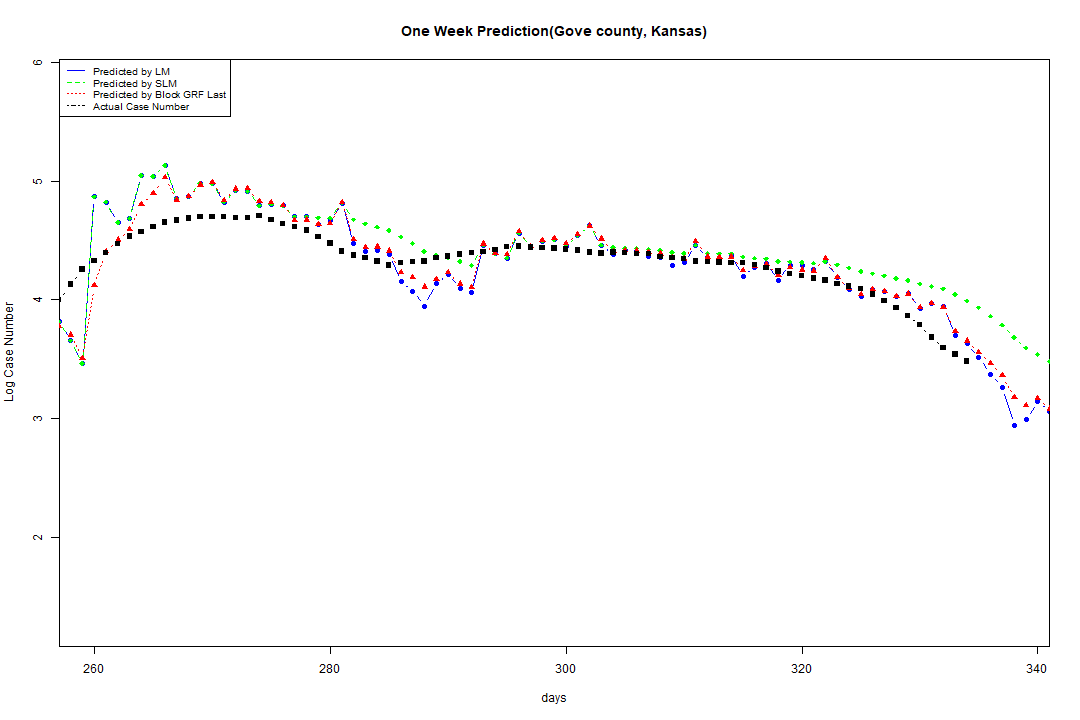 One Week Prediction(Gove county, Kansas)
6
Predicted by LM
Predicted by SLM
Predicted by Block GRF Last
Actual Case Number
5
4
3
2
Log Case Number
260 280 300 320 340
days